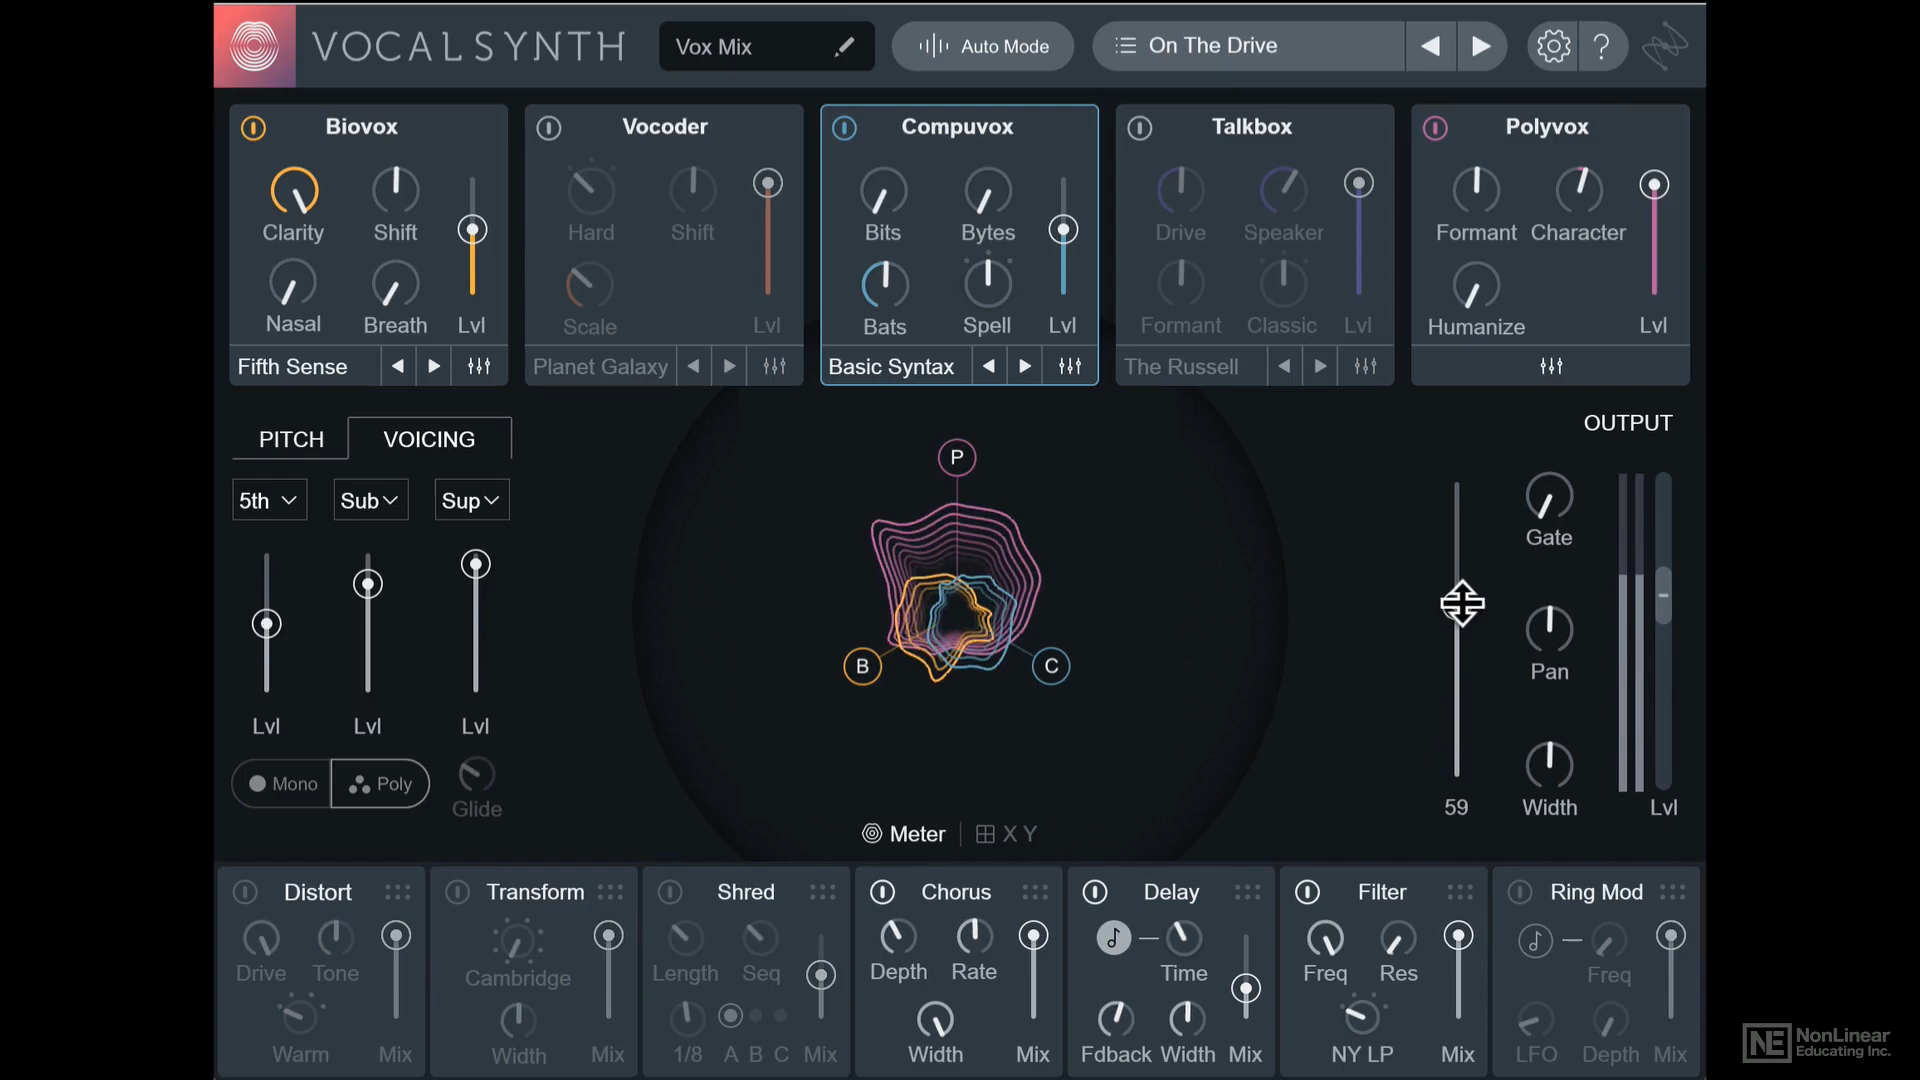 VOCALSYNTH
Vox Mix
Auto Mode
On The Drive
?
Biovox
Clarity Shift
Nasal Breath Lvl
Fifth Sense
Vocoder
Hard Shift
Scale Lvl
Planet Galaxy
Compuvox
Bits Bytes
Bats Spell Lvl
Basic Syntax
Talkbox
Drive Speaker
Formant Classic Lvl
The Russell
Polyvox
Formant Character
Humanize Lvl
PITCH VOICING
5th Sub Sup
Lvl Lvl Lvl
Mono Poly
Glide
P
B
C
Meter X Y
OUTPUT
Gate
Pan
59 Width Lvl
Distort
Drive Tone
Warm Mix
Transform
Cambridge
Width Mix
Shred
Length Seq
1/8 A B C Mix
Chorus
Depth Rate
Width Mix
Delay
Time
Fdback Width Mix
Filter
Freq Res
NY LP Mix
Ring Mod
Freq
LFO Depth Mix
NE NonLinear
Educating Inc.